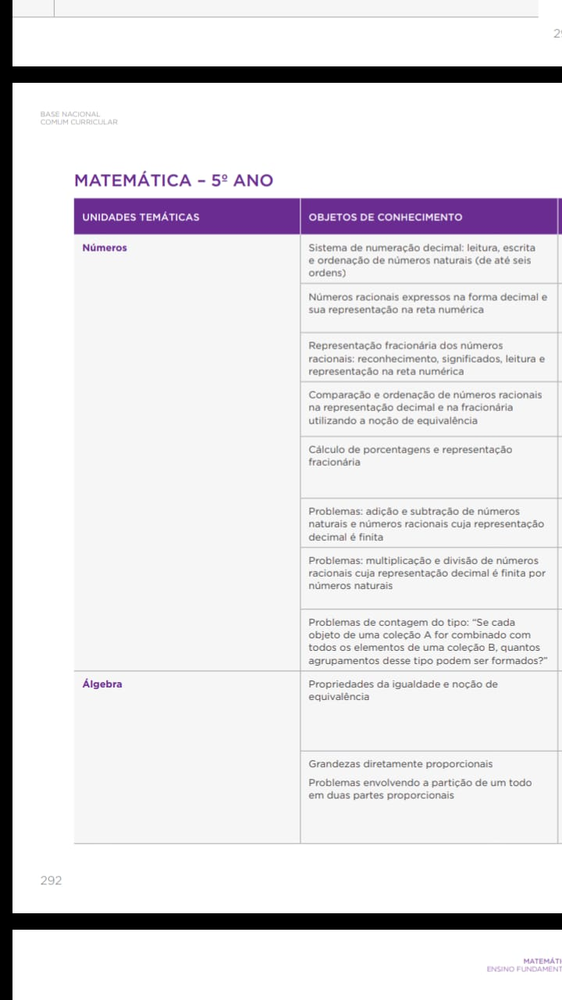 BASE NACIONAL
COMUM CURRICULAR
MATEMÁTICA – 5º ANO
UNIDADES TEMÁTICAS
OBJETOS DE CONHECIMENTO
Números
Sistema de numeração decimal: leitura, escrita
e ordenação de números naturais (de até seis
ordens)
Números racionais expressos na forma decimal e
sua representação na reta numérica
Representação fracionária dos números
racionais: reconhecimento, significados, leitura e
representação na reta numérica
Comparação e ordenação de números racionais
na representação decimal e na fracionária
utilizando a noção de equivalência
Cálculo de porcentagens e representação
fracionária
Problemas: adição e subtração de números
naturais e números racionais cuja representação
decimal é finita
Problemas: multiplicação e divisão de números
racionais cuja representação decimal é finita por
números naturais
Problemas de contagem do tipo: “Se cada
objeto de uma coleção A for combinado com
todos os elementos de uma coleção B, quantos
agrupamentos desse tipo podem ser formados?”
Álgebra
Propriedades da igualdade e noção de
equivalência
Grandezas diretamente proporcionais
Problemas envolvendo a partição de um todo
em duas partes proporcionais
292
ENSINO